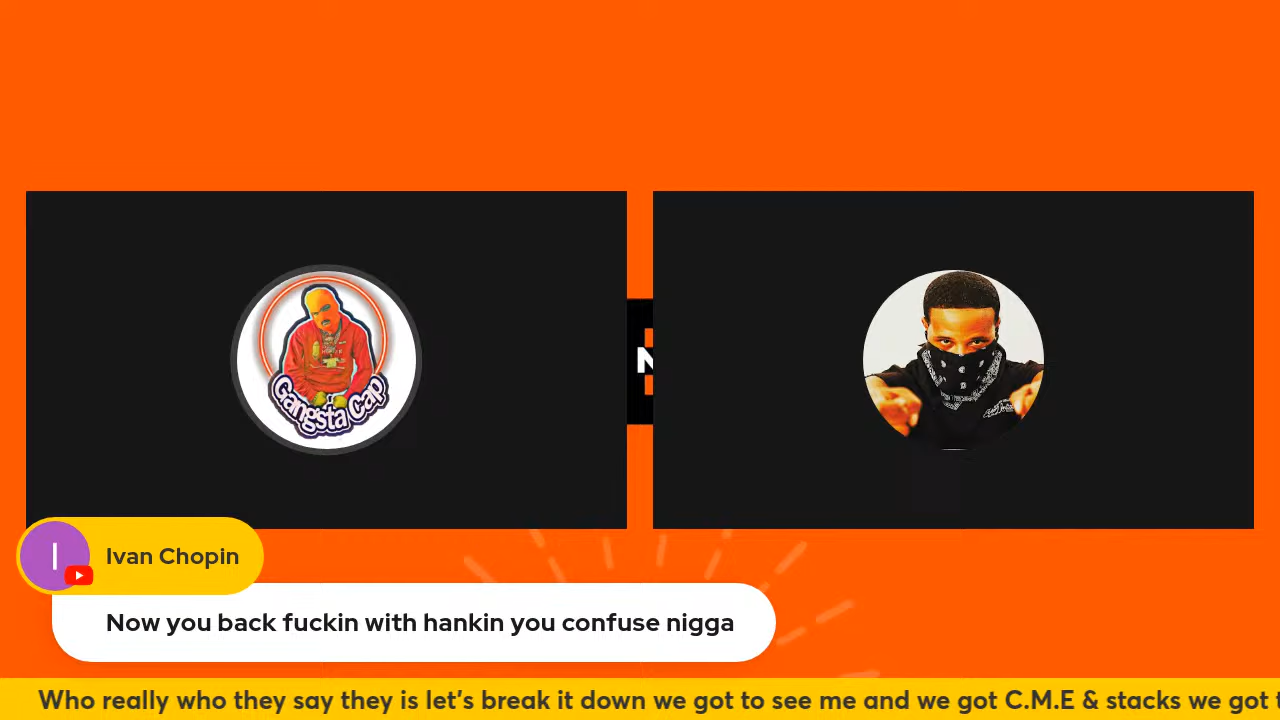 Gangsta Cap
N
I
Ivan Chopin
Now you back fuckin with hankin you confuse nigga
Who really who they say they is let's break it down we got to see me and we got C.M.E & stacks we got t